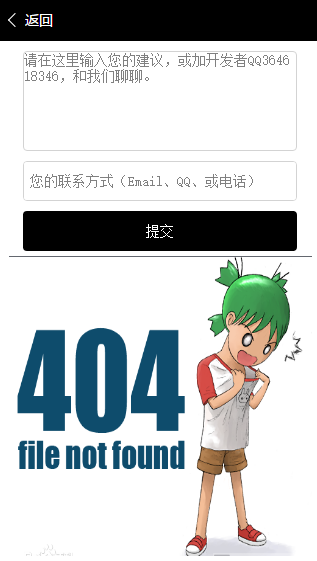 返回
请在这里输入您的建议，或加开发者QQ3646
18346，和我们聊聊。
您的联系方式（Email、QQ、或电话）
提交
404
file not found